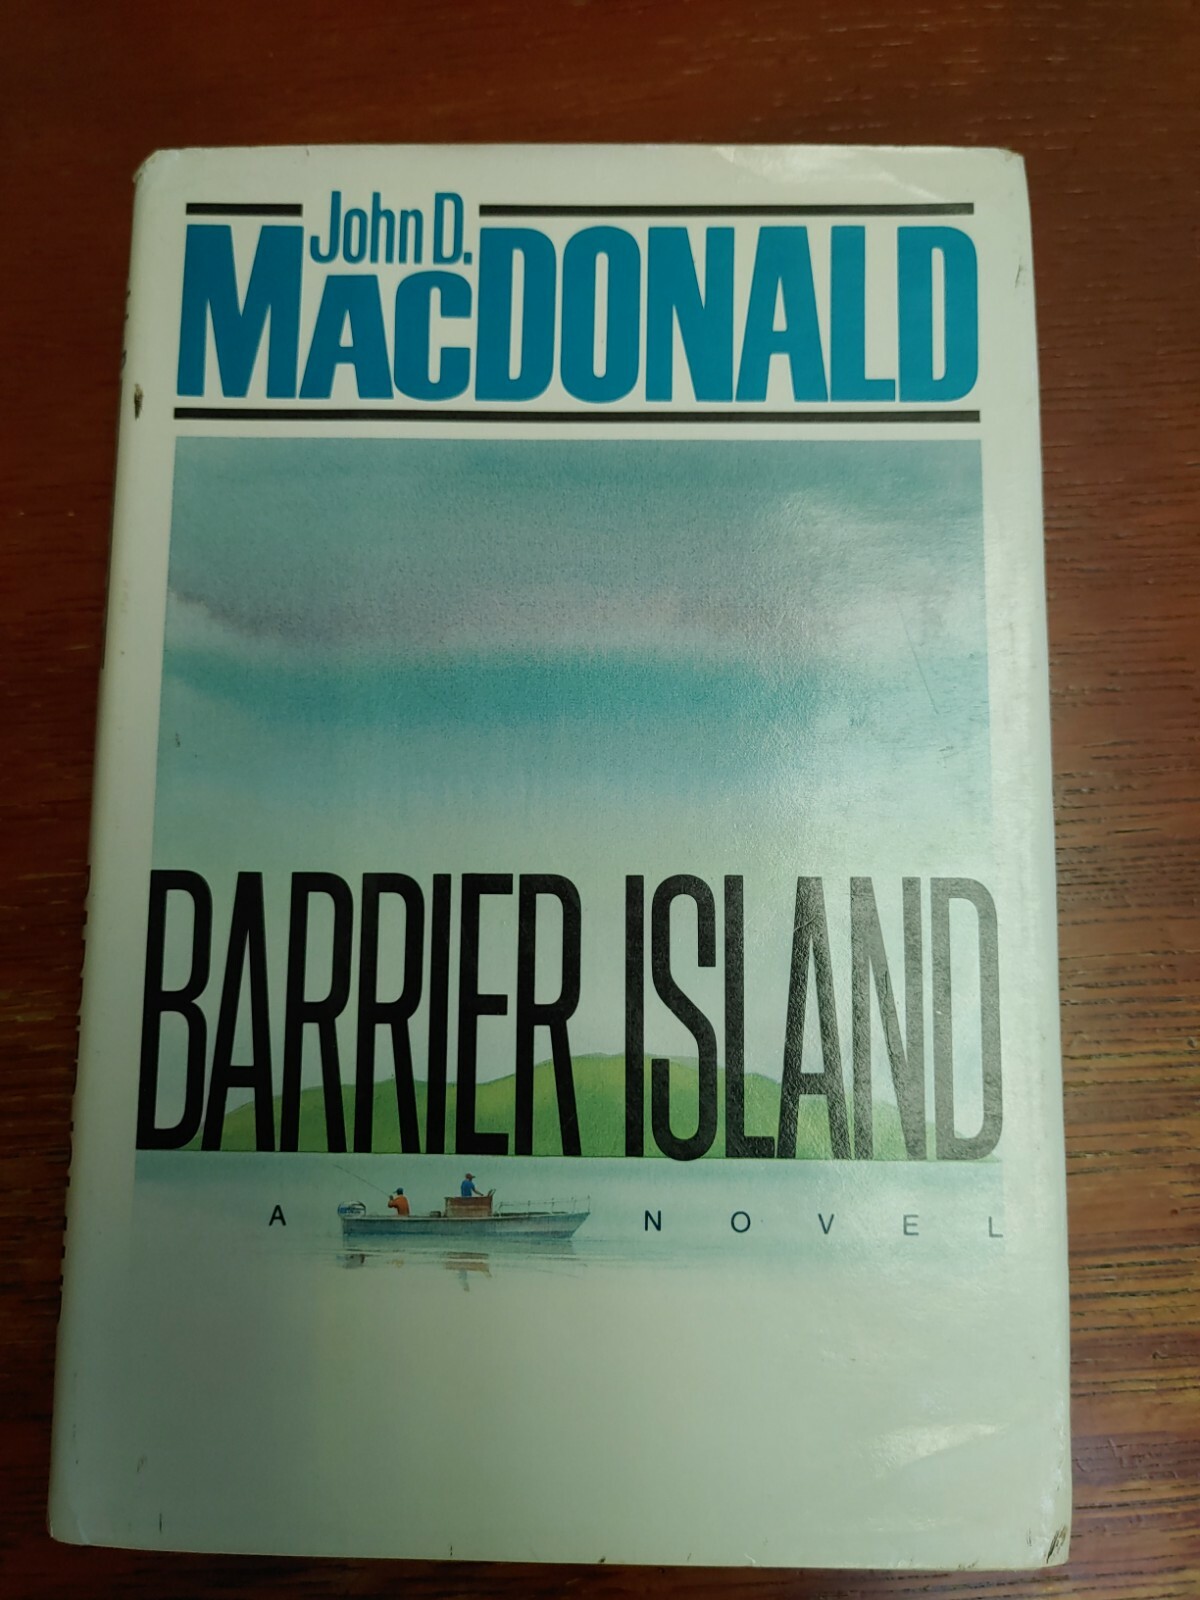 John D.
MACDONALD
BARRIER ISLAND
A NOVEL